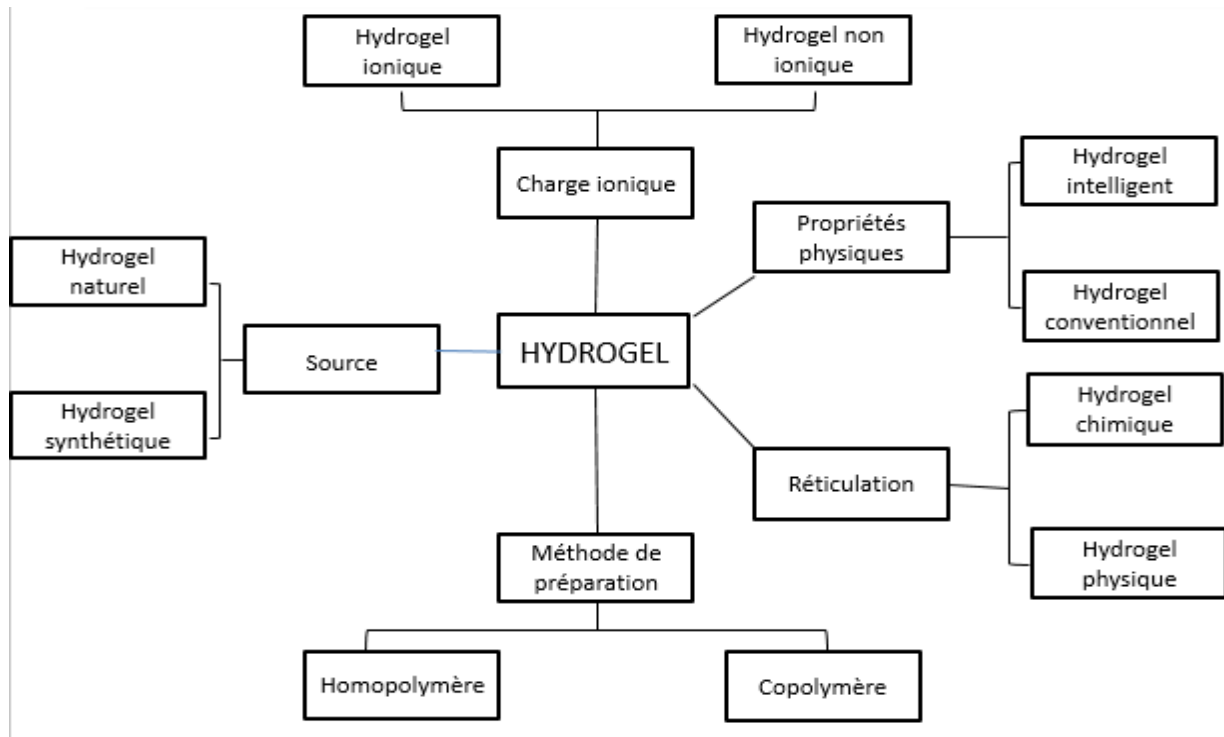 Hydrogel
ionique
Hydrogel non
ionique
Charge ionique
Hydrogel
intelligent
Propriétés
physiques
Hydrogel
naturel
Hydrogel
conventionnel
HYDROGEL
Source
Hydrogel
synthétique
Hydrogel
chimique
Réticulation
Méthode de
préparation
Hydrogel
physique
Homopolymère
Copolymère